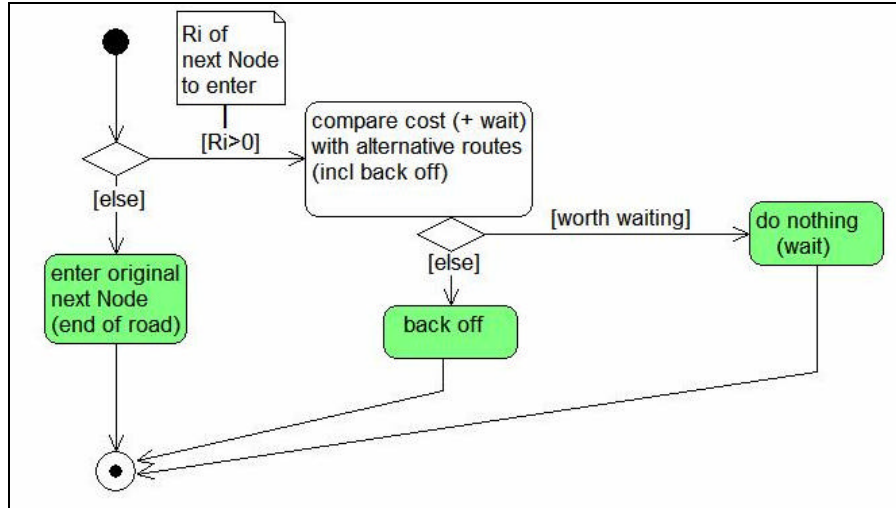 Ri of
next Node
to enter
[Ri>0]
compare cost (+ wait)
with alternative routes
(incl back off)
[else]
[worth waiting]
do nothing
(wait)
[else]
enter original
next Node
(end of road)
back off